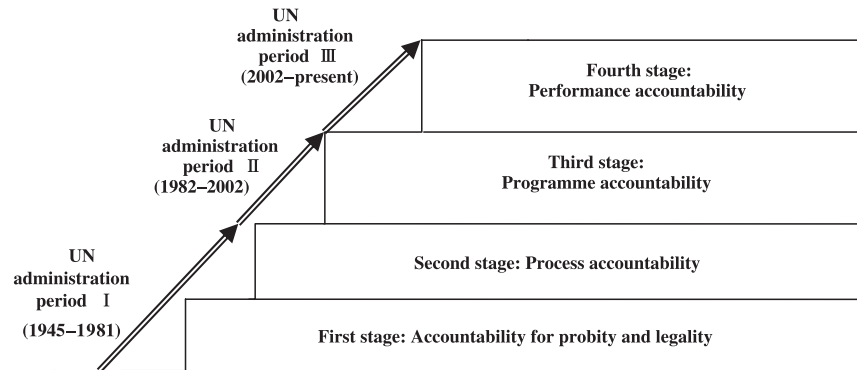 UN
administration
period Ⅲ
(2002–present)
Fourth stage:
Performance accountability
UN
administration
period Ⅱ
(1982–2002)
Third stage:
Programme accountability
UN
administration
period Ⅰ
(1945–1981)
Second stage: Process accountability
First stage: Accountability for probity and legality